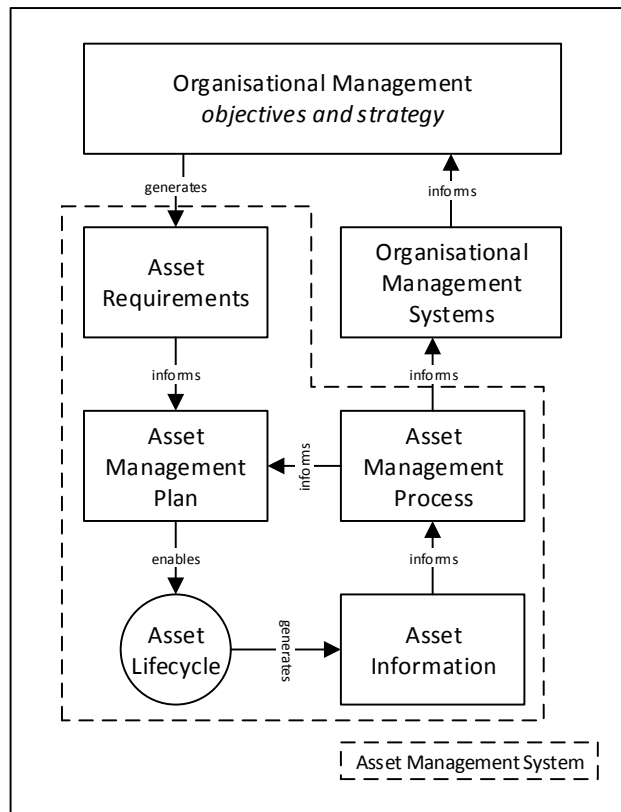 Organisational Management
objectives and strategy
generates
informs
Asset
Requirements
Organisational
Management
Systems
informs
informs
Asset
Management
Plan
informs
Asset
Management
Process
enables
informs
Asset
Lifecycle
generates
Asset
Information
Asset Management System